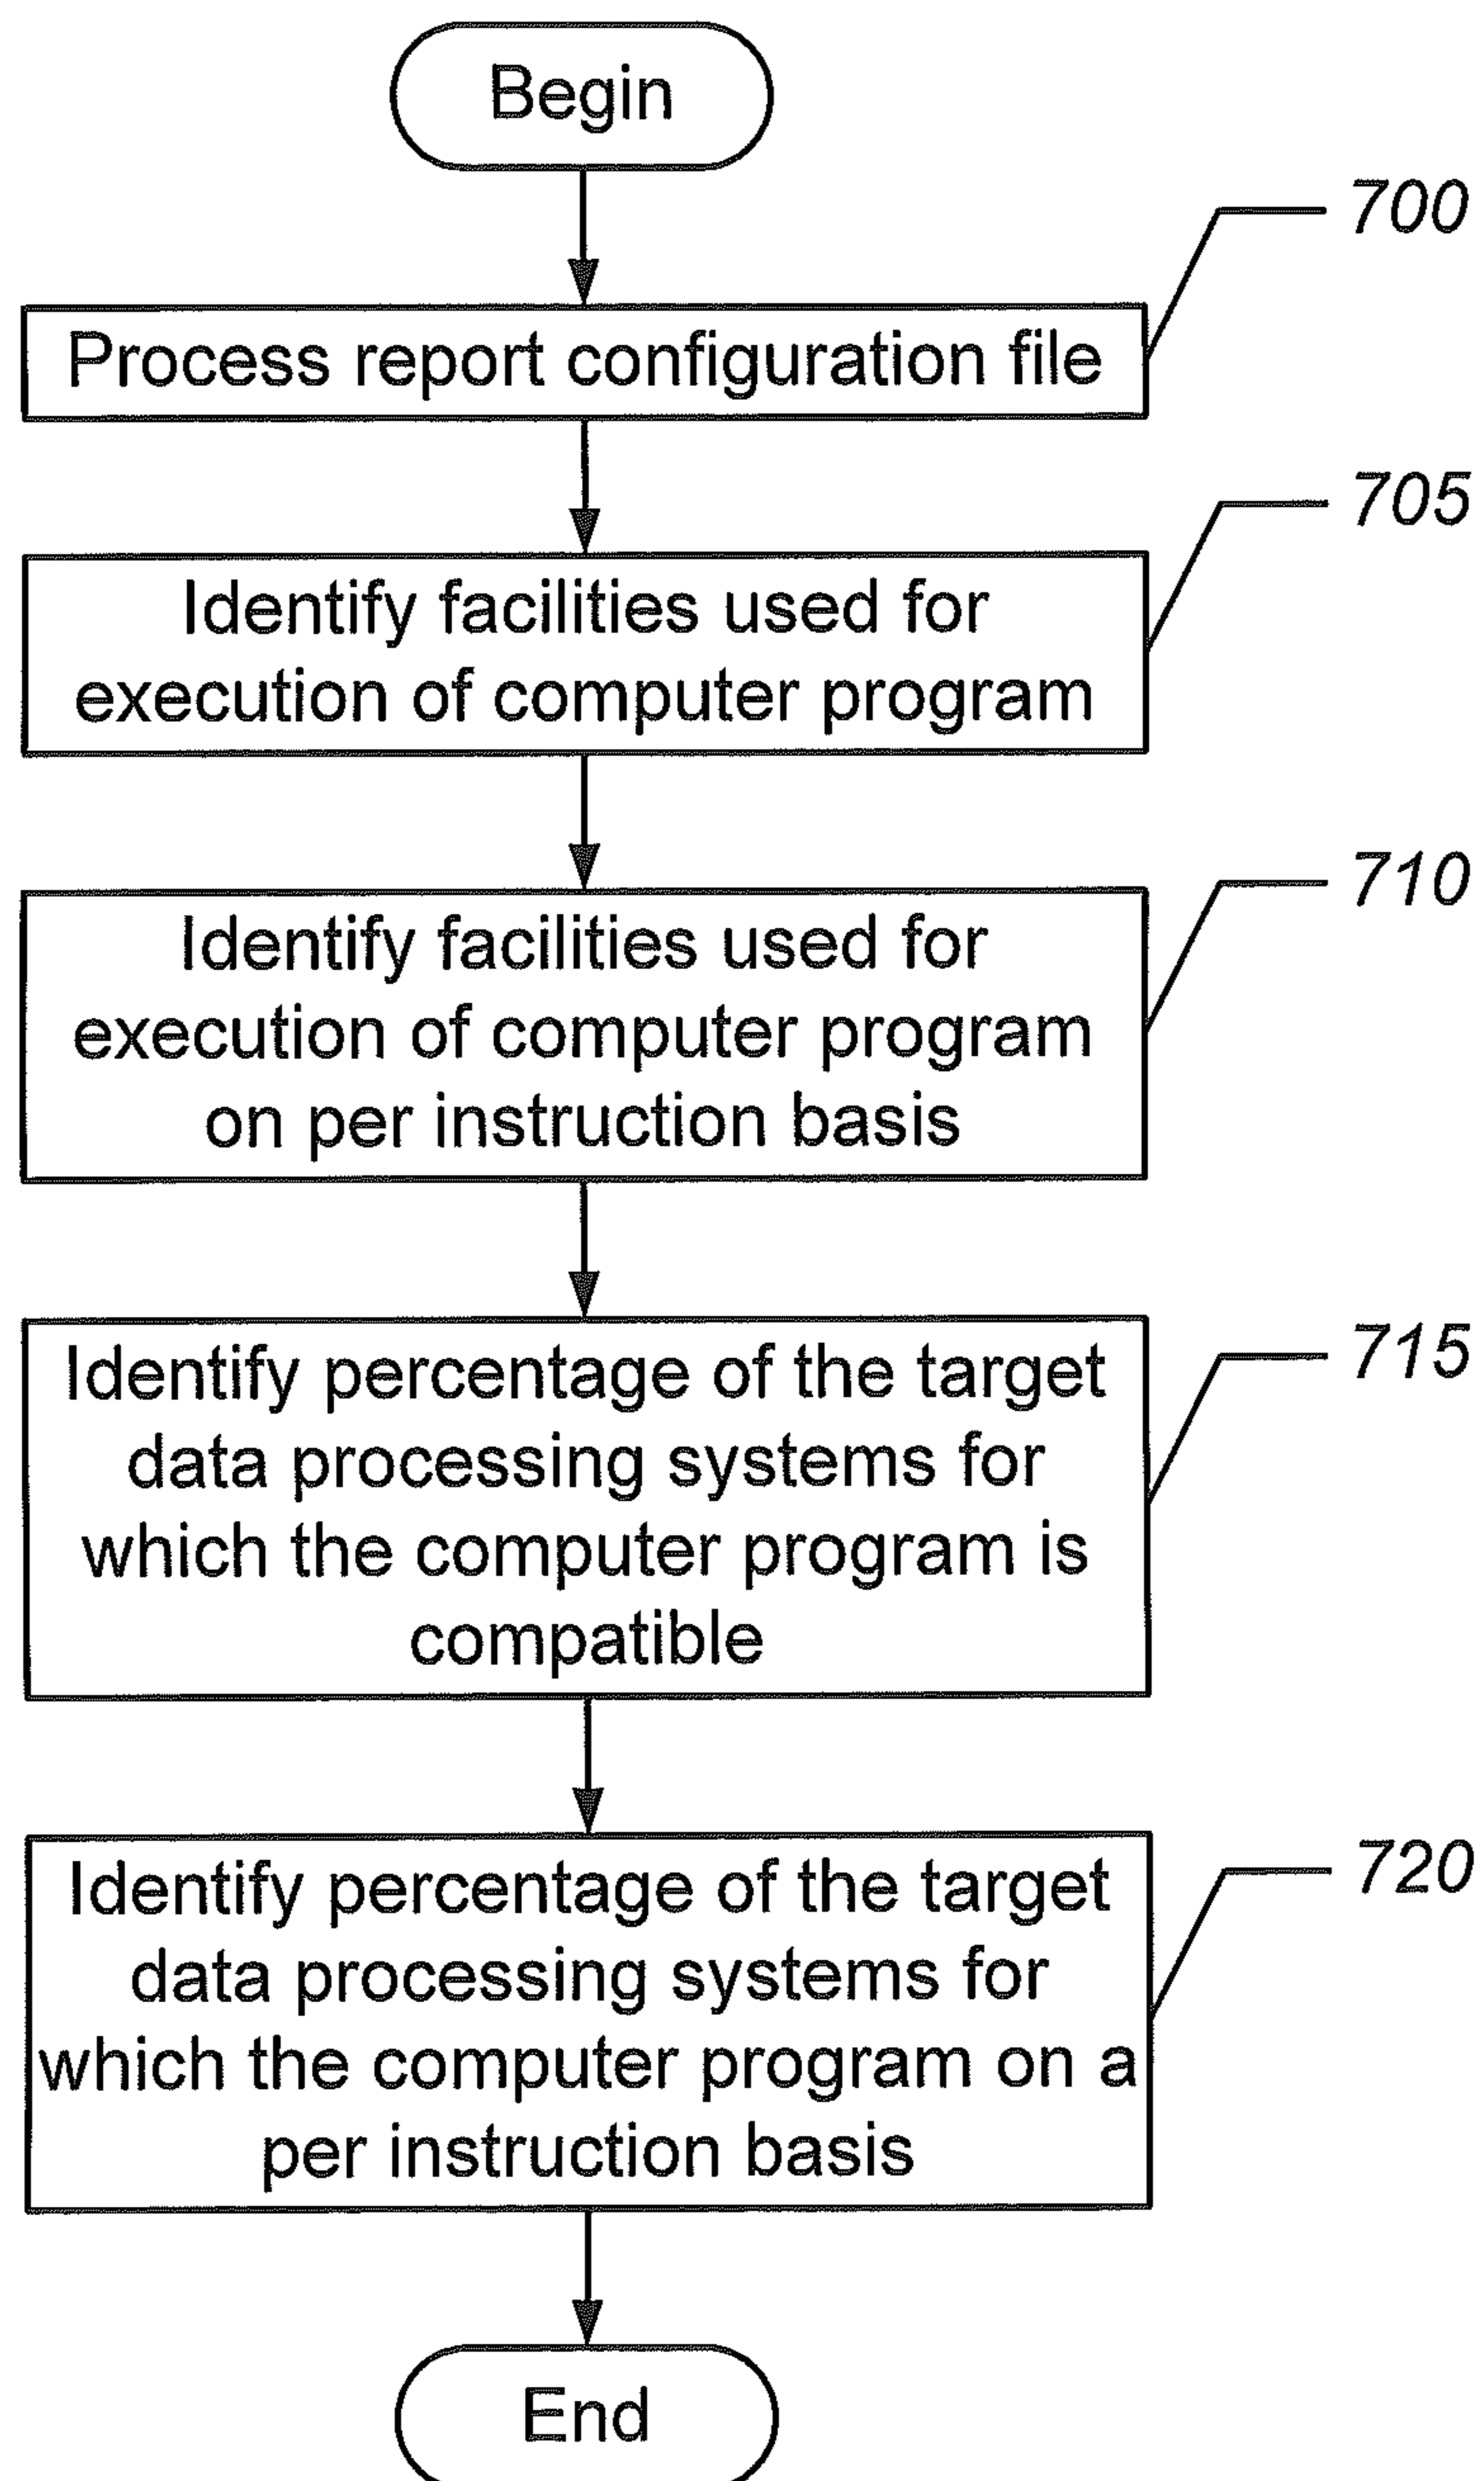 Begin
700
Process report configuration file
705
Identify facilities used for
execution of computer program
710
Identify facilities used for
execution of computer program
on per instruction basis
715
Identify percentage of the target
data processing systems for
which the computer program is
compatible
720
Identify percentage of the target
data processing systems for
which the computer program on a
per instruction basis
End